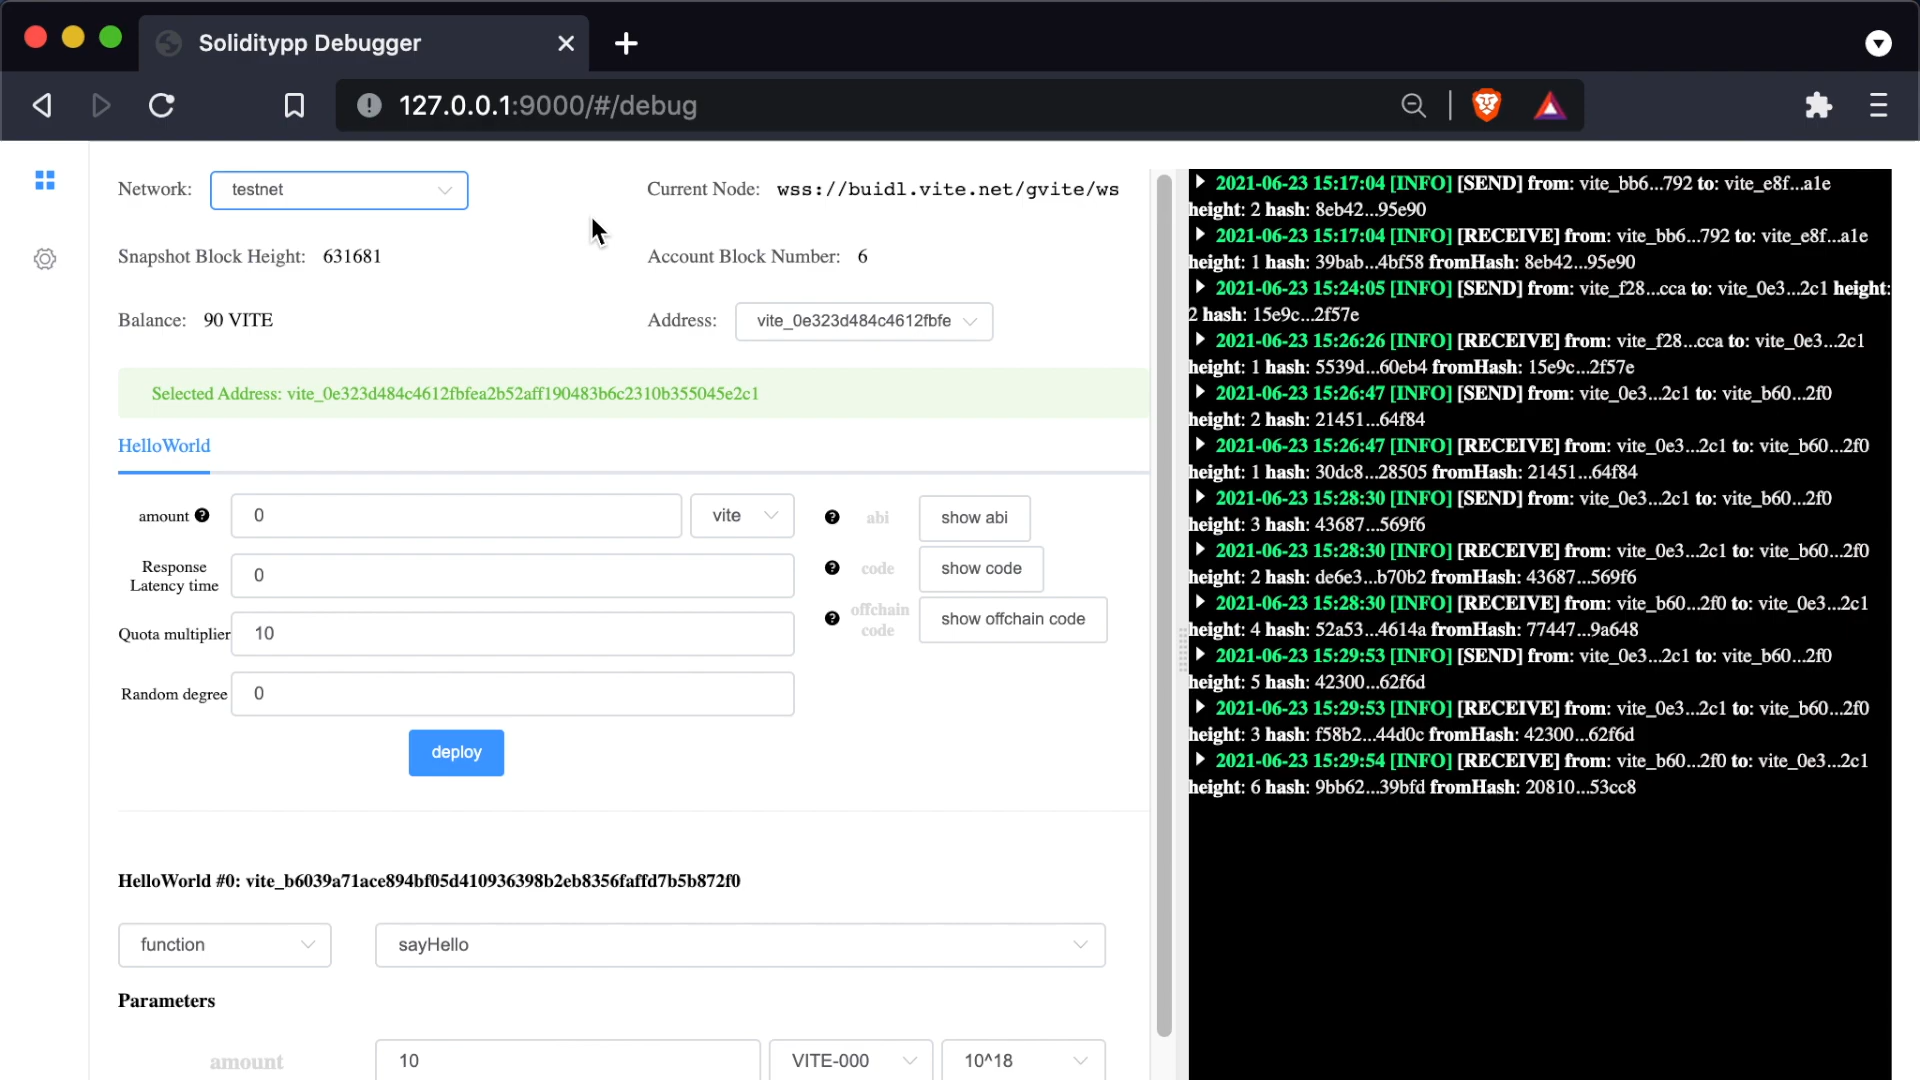 Soliditypp Debugger
127.0.0.1:9000/#/debug
Network: testnet
Current Node: wss://buidl.vite.net/gvite/ws
Snapshot Block Height: 631681
Account Block Number: 6
Balance: 90 VITE
Address: vite_0e323d484c4612fbfe
Selected Address: vite_0e323d484c4612fbfea2b52aff190483b6c2310b355045e2c1
HelloWorld
amount 0 vite
abi show abi
Response
Latency time 0
code show code
Quota multiplier 10
offchain
code show offchain code
Random degree 0
deploy
HelloWorld #0: vite_b6039a71ace894bf05d410936398b2eb8356faffd7b5b872f0
function sayHello
Parameters
amount 10 VITE-000 10^18
2021-06-23 15:17:04 [INFO] [SEND] from: vite_bb6...792 to: vite_e8f...a1e
height: 2 hash: 8eb42...95e90
2021-06-23 15:17:04 [INFO] [RECEIVE] from: vite_bb6...792 to: vite_e8f...a1e
height: 1 hash: 39bab...4bf58 fromHash: 8eb42...95e90
2021-06-23 15:24:05 [INFO] [SEND] from: vite_f28...cca to: vite_0e3...2c1 height:
2 hash: 15e9c...2f57e
2021-06-23 15:26:26 [INFO] [RECEIVE] from: vite_f28...cca to: vite_0e3...2c1
height: 1 hash: 5539d...60eb4 fromHash: 15e9c...2f57e
2021-06-23 15:26:47 [INFO] [SEND] from: vite_0e3...2c1 to: vite_b60...2f0
height: 2 hash: 21451...64f84
2021-06-23 15:26:47 [INFO] [RECEIVE] from: vite_0e3...2c1 to: vite_b60...2f0
height: 1 hash: 30dc8...28505 fromHash: 21451...64f84
2021-06-23 15:28:30 [INFO] [SEND] from: vite_0e3...2c1 to: vite_b60...2f0
height: 3 hash: 43687...569f6
2021-06-23 15:28:30 [INFO] [RECEIVE] from: vite_0e3...2c1 to: vite_b60...2f0
height: 2 hash: de6e3...b70b2 fromHash: 43687...569f6
2021-06-23 15:28:30 [INFO] [RECEIVE] from: vite_b60...2f0 to: vite_0e3...2c1
height: 4 hash: 52a53...4614a fromHash: 77447...9a648
2021-06-23 15:29:53 [INFO] [SEND] from: vite_0e3...2c1 to: vite_b60...2f0
height: 5 hash: 42300...62f6d
2021-06-23 15:29:53 [INFO] [RECEIVE] from: vite_0e3...2c1 to: vite_b60...2f0
height: 3 hash: f58b2...44d0c fromHash: 42300...62f6d
2021-06-23 15:29:54 [INFO] [RECEIVE] from: vite_b60...2f0 to: vite_0e3...2c1
height: 6 hash: 9bb62...39bfd fromHash: 20810...53cc8